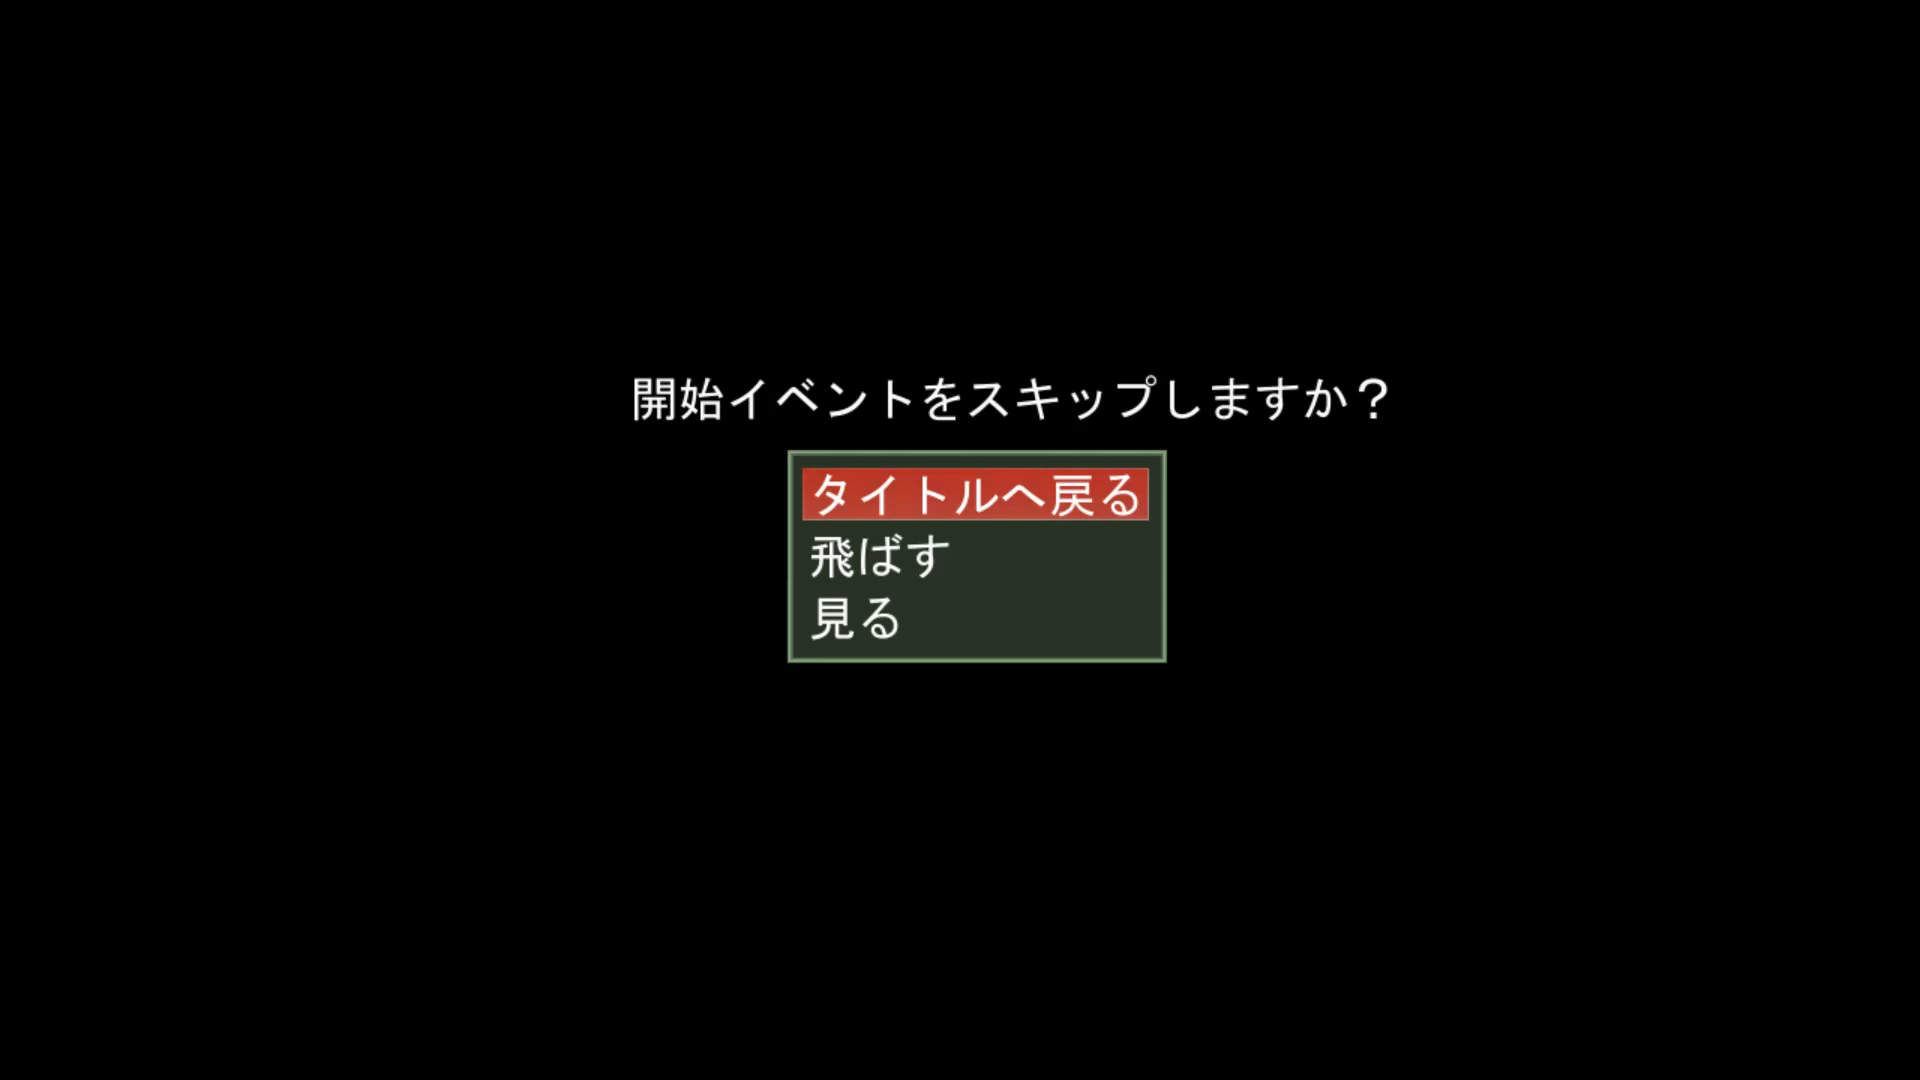 開始イベントをスキップしますか？
タイトルへ戻る
飛ばす
見る